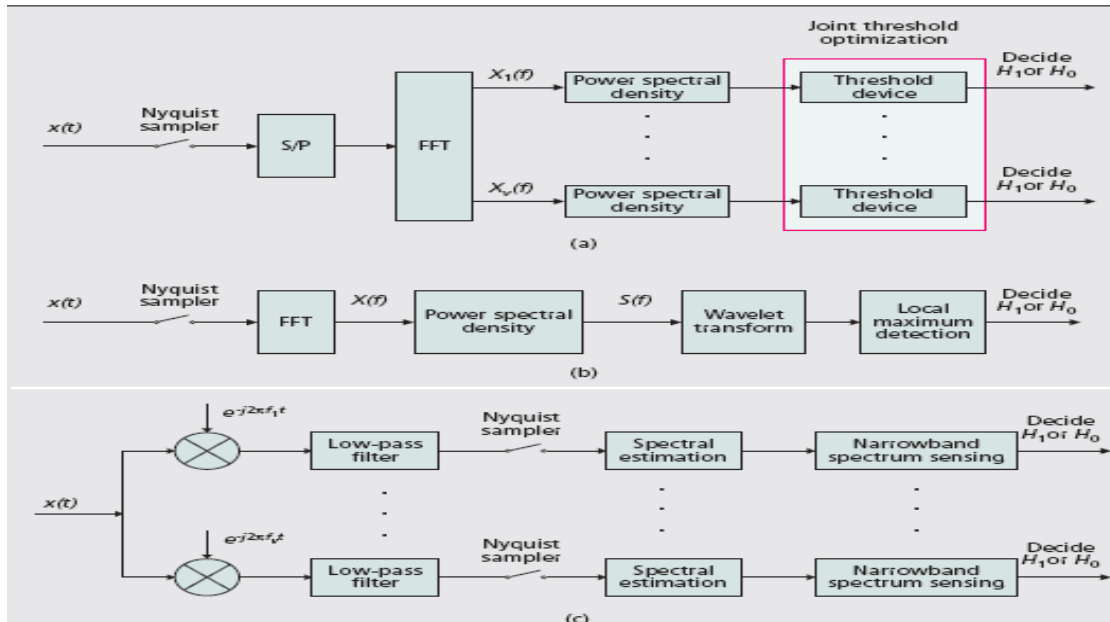 Joint threshold
optimization
Decide
H1 or H0
x(t)
Nyquist
sampler
S/P
FFT
X1(f)
Power spectral
density
Threshold
device
Xv(f)
Power spectral
density
Threshold
device
Decide
H1 or H0
(a)
x(t)
Nyquist
sampler
FFT
X(f)
Power spectral
density
S(f)
Wavelet
transform
Local
maximum
detection
Decide
H1 or H0
(b)
x(t)
e-j2πf1t
Low-pass
filter
Nyquist
sampler
Spectral
estimation
Narrowband
spectrum sensing
Decide
H1 or H0
e-j2πfvt
Low-pass
filter
Nyquist
sampler
Spectral
estimation
Narrowband
spectrum sensing
Decide
H1 or H0
(c)